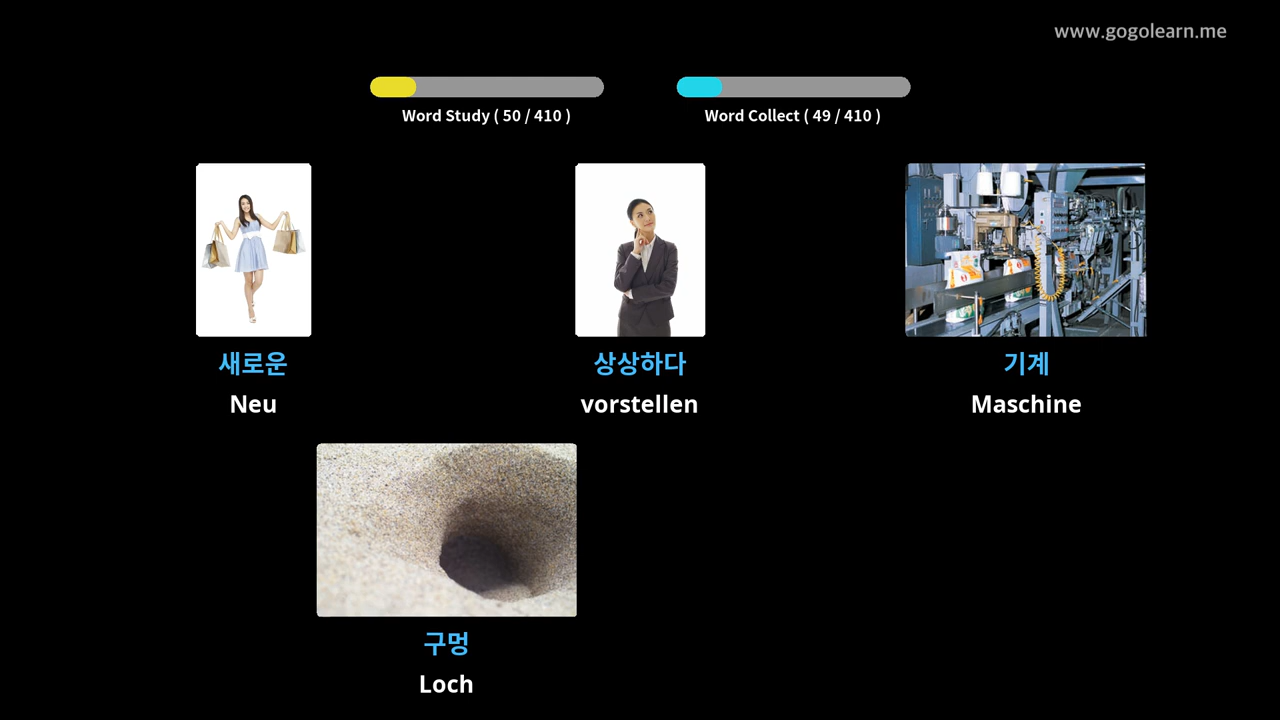 www.gogolearn.me
Word Study ( 50 / 410 )
Word Collect ( 49 / 410 )
새로운
Neu
상상하다
vorstellen
기계
Maschine
구멍
Loch